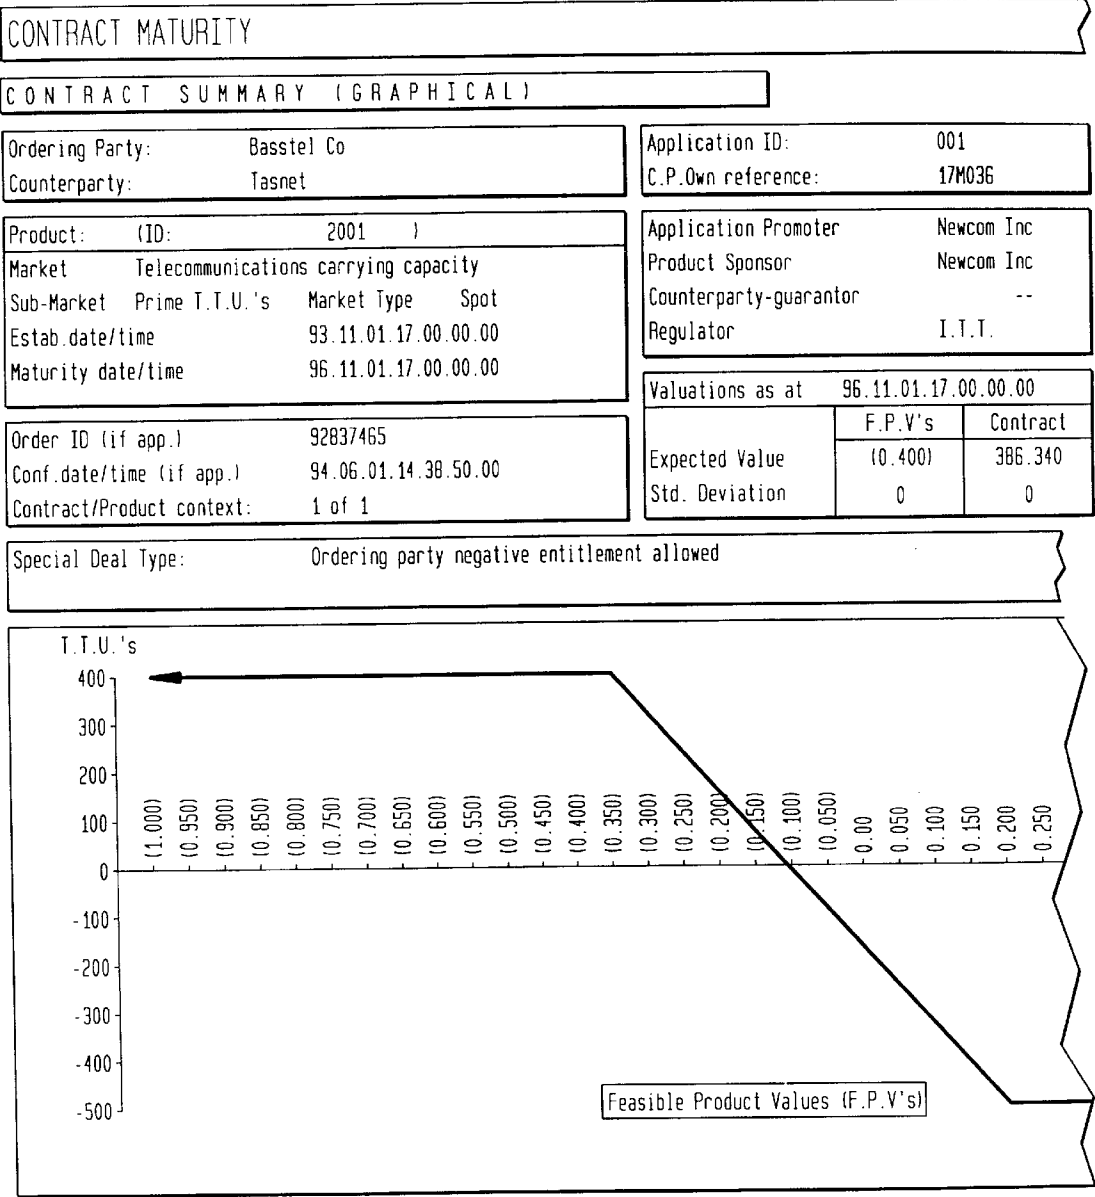 CONTRACT MATURITY
CONTRACT SUMMARY (GRAPHICAL)
Ordering Party: Basstel Co
Counterparty: Tasnet
Application ID: 001
C.P.Own reference: 17M036
Product: (ID: 2001 )
Market Telecommunications carrying capacity
Sub-Market Prime T.T.U.'s Market Type Spot
Estab.date/time 93.11.01.17.00.00.00
Maturity date/time 96.11.01.17.00.00.00
Application Promoter Newcom Inc
Product Sponsor Newcom Inc
Counterparty-guarantor --
Regulator I.T.T.
Order ID (if app.) 92837465
Conf.date/time (if app.) 94.06.01.14.38.50.00
Contract/Product context: 1 of 1
Valuations as at 96.11.01.17.00.00.00
F.P.V's Contract
Expected Value (0.400) 386.340
Std. Deviation 0 0
Special Deal Type: Ordering party negative entitlement allowed
T.T.U.'s
400
300
200
100
0
-100
-200
-300
-400
-500
(1.000)
(0.950)
(0.900)
(0.850)
(0.800)
(0.750)
(0.700)
(0.650)
(0.600)
(0.550)
(0.500)
(0.450)
(0.400)
(0.350)
(0.300)
(0.250)
(0.200)
(0.150)
(0.100)
(0.050)
0.00
0.050
0.100
0.150
0.200
0.250
Feasible Product Values (F.P.V's)